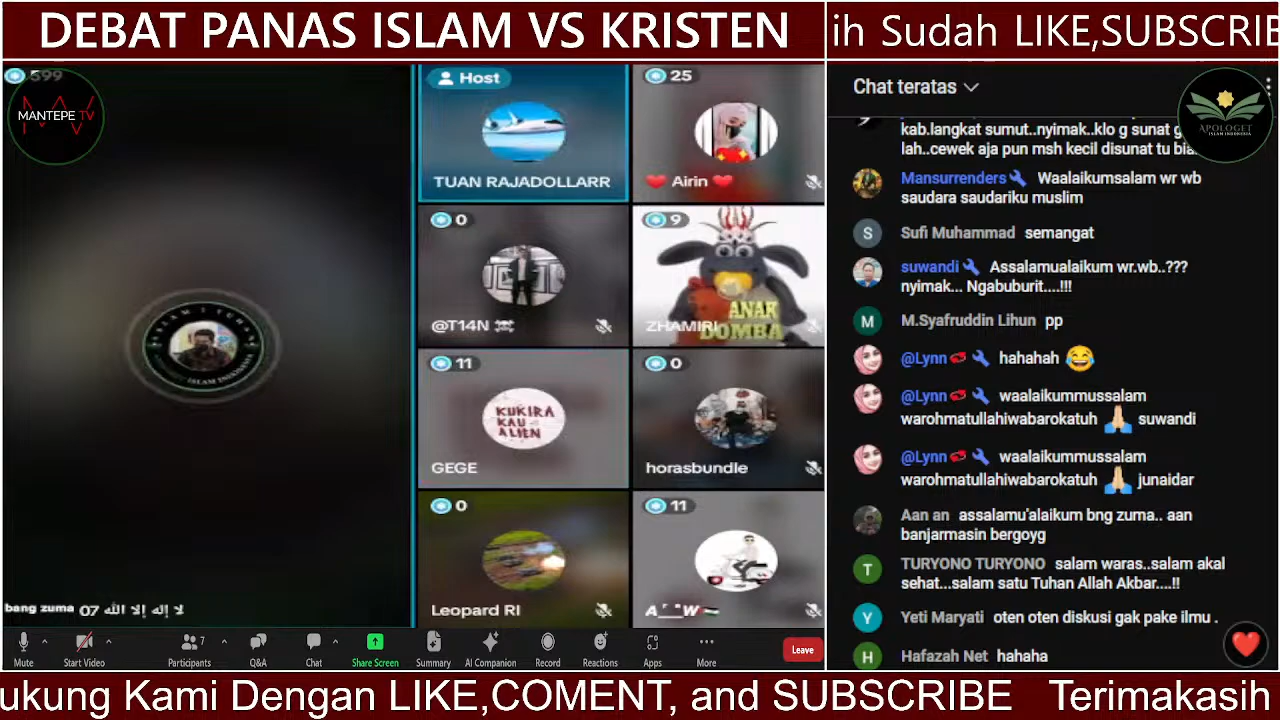 DEBAT PANAS ISLAM VS KRISTEN
ih Sudah LIKE,SUBSCRIBE
599
MANTEPE TV
bang zuma 07 لا إله إلا الله
Host
TUAN RAJADOLLARR
25
❤️ Airin ❤️
0
@T14N ☠️
9
ZHAMIRI
ANAK
DOMBA
11
KUKIRA
KAU
ALIEN
GEGE
0
horasbundle
0
Leopard RI
11
Mute
Start Video
Participants
7
Q&A
Chat
Share Screen
Summary
AI Companion
Record
Reactions
Apps
More
Leave
Chat teratas
APOLOGET
ISLAM INDONESIA
kab.langkat sumut..nyimak..klo g sunat
lah..cewek aja pun msh kecil disunat tu
Mansurrenders Waalaikumsalam wr wb
saudara saudariku muslim
S
Sufi Muhammad semangat
suwandi Assalamualaikum wr.wb..???
nyimak... Ngabuburit....!!!
M
M.Syafruddin Lihun pp
@Lynn hahahah 😂
@Lynn waalaikummussalam
warohmatullahiwabarokatuh 🙏🏻 suwandi
@Lynn waalaikummussalam
warohmatullahiwabarokatuh 🙏🏻 junaidar
Aan an assalamu'alaikum bng zuma.. aan
banjarmasin bergoyg
T
TURYONO TURYONO salam waras..salam akal
sehat...salam satu Tuhan Allah Akbar....!!
Y
Yeti Maryati oten oten diskusi gak pake ilmu .
H
Hafazah Net hahaha
ukung Kami Dengan LIKE,COMENT, and SUBSCRIBE Terimakasih